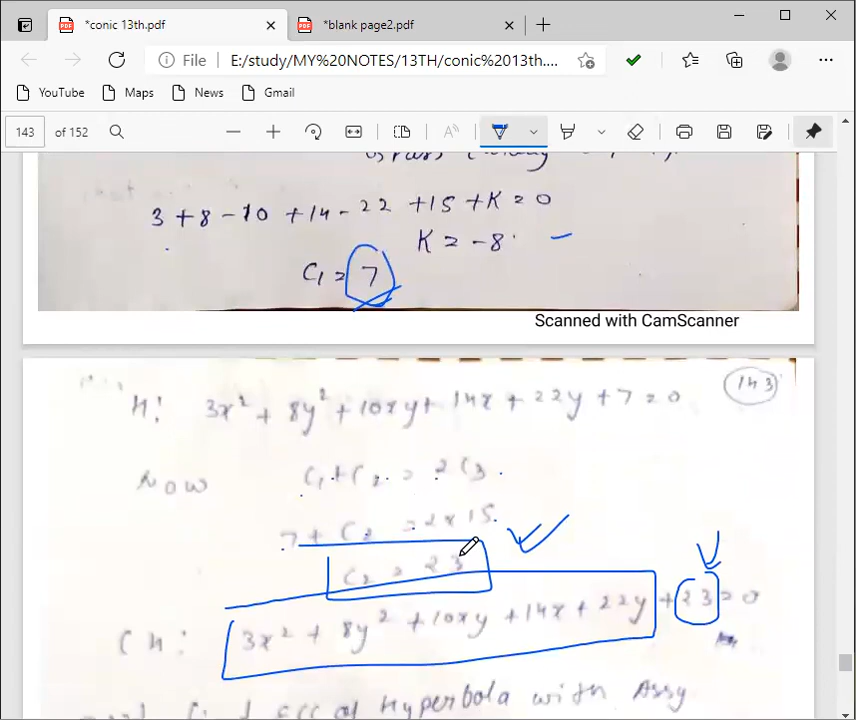 *conic 13th.pdf
*blank page2.pdf
File E:/study/MY%20NOTES/13TH/conic%2013th....
YouTube Maps News Gmail
143 of 152
3 + 8 - 10 + 14 - 22 + 15 + K = 0
K = -8
C1 = 7
Scanned with CamScanner
143
H: 3x² + 8y² + 10xy + 14x + 22y + 7 = 0
Now C1 + C2 = 2C3
7 + C2 = 2 x 15
C2 = 23
CH: 3x² + 8y² + 10xy + 14x + 22y + 23 = 0
of Hyperbola with Assy